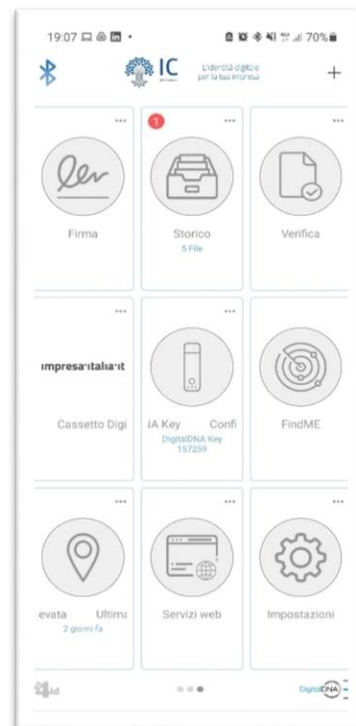 19:07
70%
IC
L'identità digitale
per la tua impresa
+
1
Firma
Storico
Verifica
5 File
impresa.italia.it
Cassetto Digi
IA Key Confi
FindME
DigitalDNA Key
157259
evata Ultima
Servizi web
Impostazioni
2 giorni fa
4id
DigitalDNA